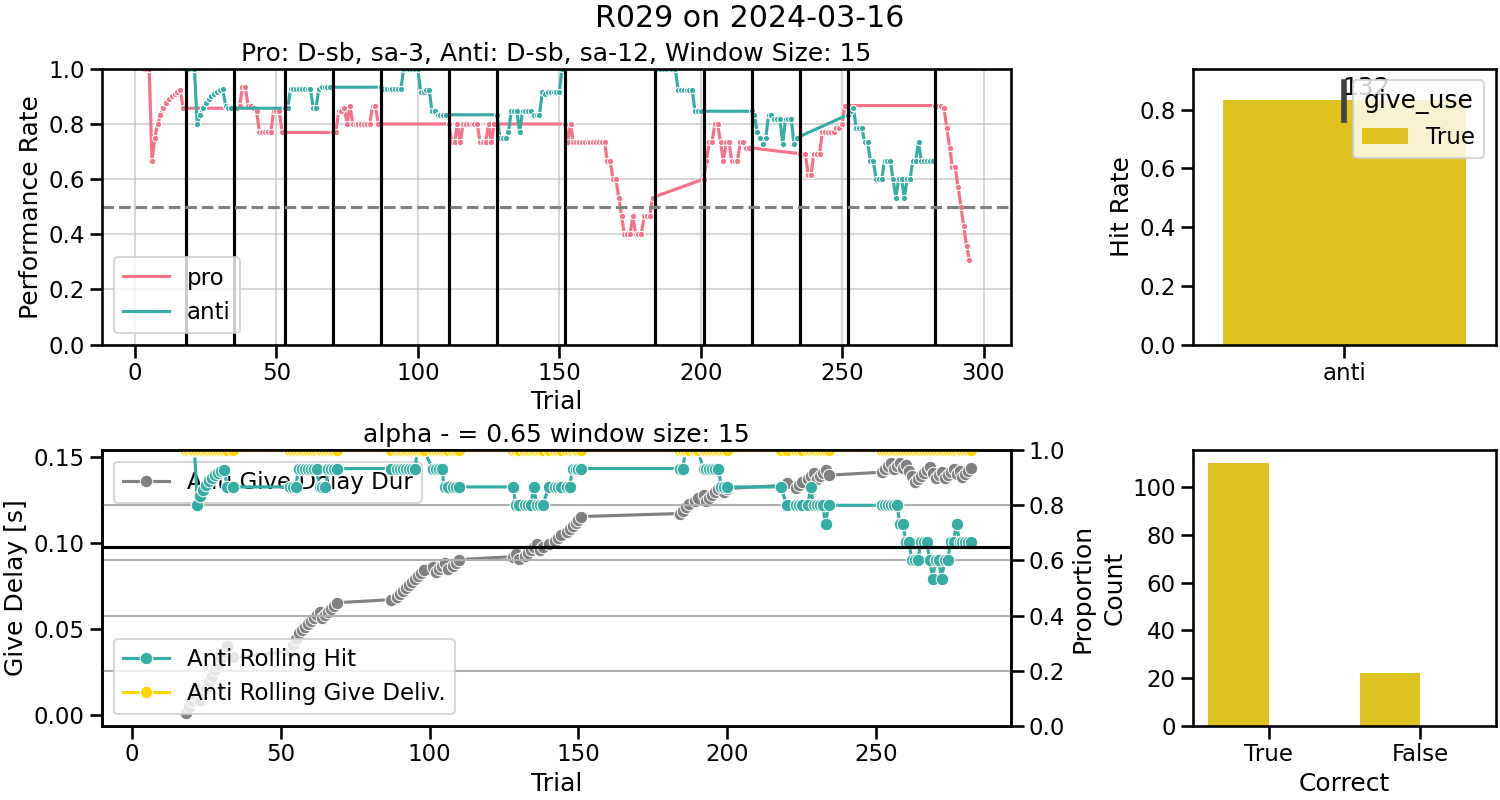 R029 on 2024-03-16
Pro: D-sb, sa-3, Anti: D-sb, sa-12, Window Size: 15
Performance Rate
1.0
0.8
0.6
0.4
0.2
0.0
pro
anti
0
50
100
150
200
250
300
Trial
Hit Rate
0.8
0.6
0.4
0.2
0.0
132
give_use
True
anti
alpha - = 0.65 window size: 15
Give Delay [s]
0.15
0.10
0.05
0.00
Anti Give Delay Dur
Anti Rolling Hit
Anti Rolling Give Deliv.
1.0
0.8
0.6
0.4
0.2
0.0
Proportion
0
50
100
150
200
250
Trial
Count
100
80
60
40
20
0
True
False
Correct